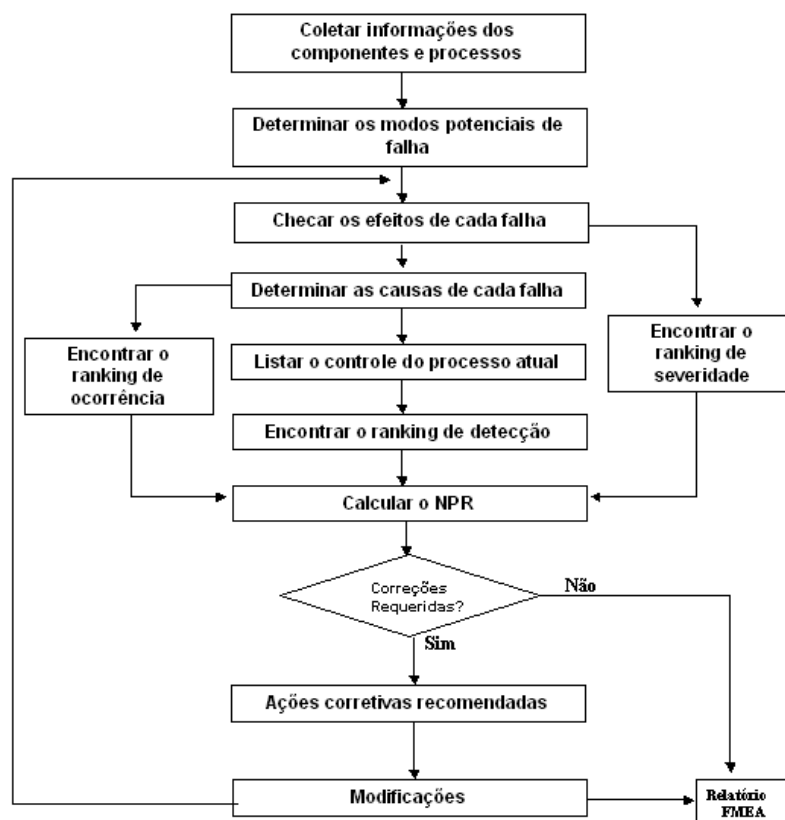 Coletar informações dos
componentes e processos
Determinar os modos potenciais de
falha
Checar os efeitos de cada falha
Determinar as causas de cada falha
Encontrar o
ranking de
ocorrência
Listar o controle do processo atual
Encontrar o
ranking de
severidade
Encontrar o ranking de detecção
Calcular o NPR
Correções
Requeridas?
Não
Sim
Ações corretivas recomendadas
Modificações
Relatório
FMEA